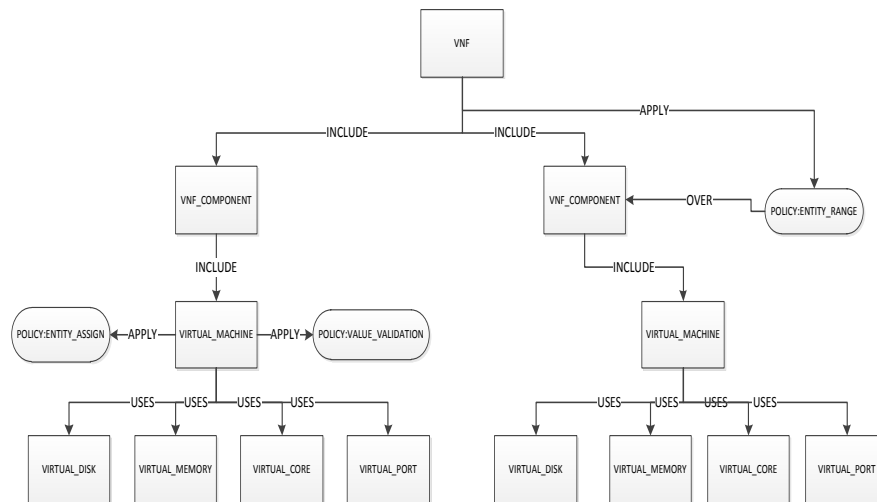 VNF
APPLY
INCLUDE
INCLUDE
VNF_COMPONENT
VNF_COMPONENT
OVER
POLICY:ENTITY_RANGE
INCLUDE
INCLUDE
POLICY:ENTITY_ASSIGN
APPLY
VIRTUAL_MACHINE
APPLY
POLICY:VALUE_VALIDATION
VIRTUAL_MACHINE
USES
USES
USES
USES
USES
USES
USES
USES
VIRTUAL_DISK
VIRTUAL_MEMORY
VIRTUAL_CORE
VIRTUAL_PORT
VIRTUAL_DISK
VIRTUAL_MEMORY
VIRTUAL_CORE
VIRTUAL_PORT